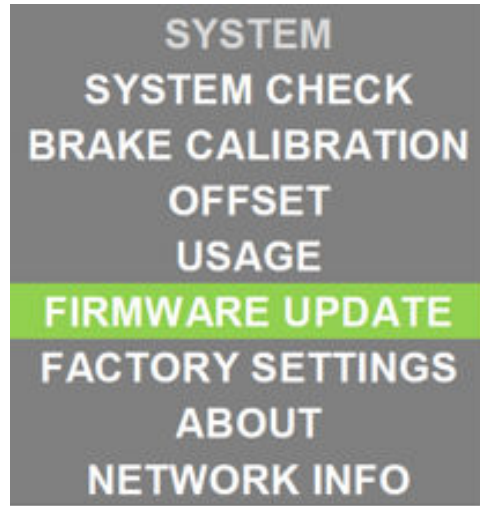 SYSTEM
SYSTEM CHECK
BRAKE CALIBRATION
OFFSET
USAGE
FIRMWARE UPDATE
FACTORY SETTINGS
ABOUT
NETWORK INFO